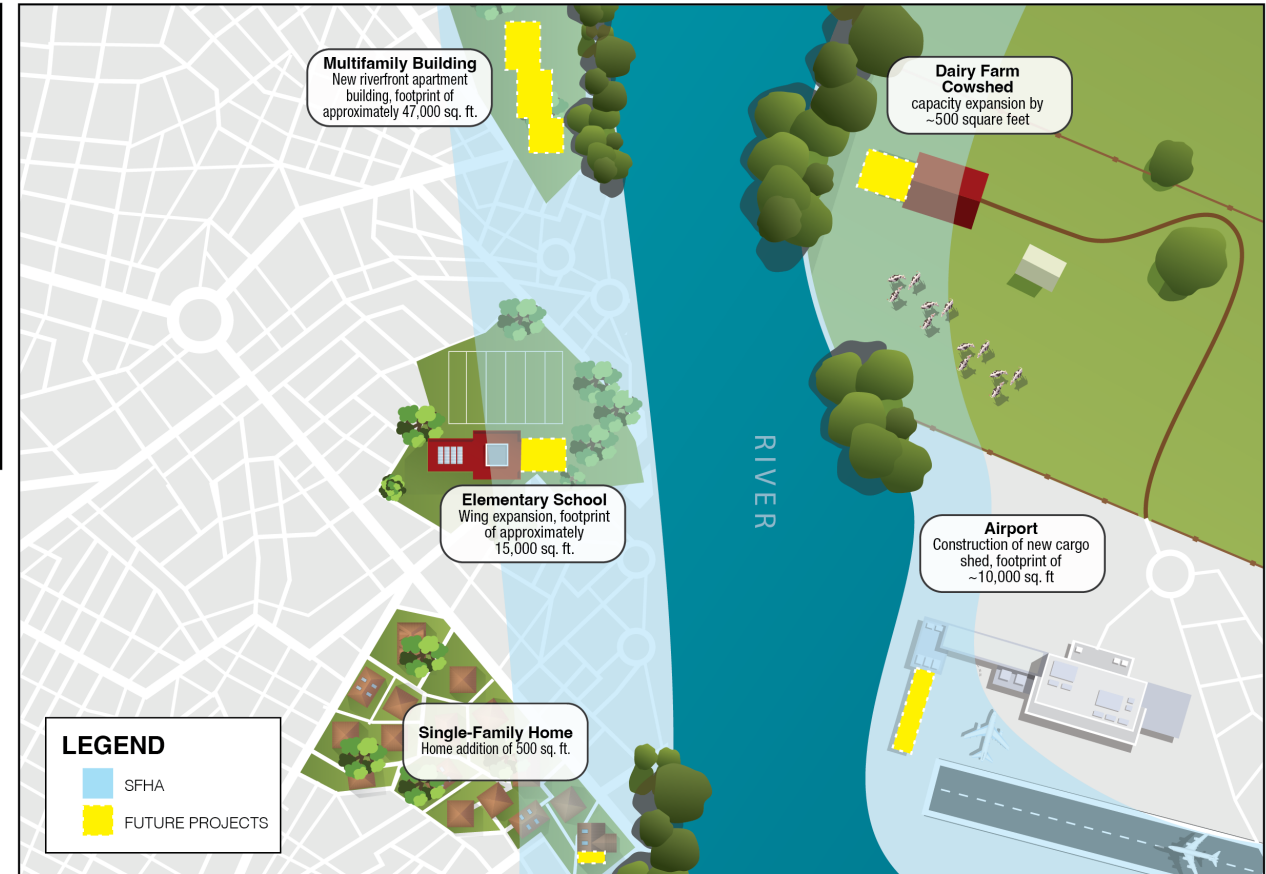 Multifamily Building
New riverfront apartment
building, footprint of
approximately 47,000 sq. ft.
Dairy Farm
Cowshed
capacity expansion by
~500 square feet
RIVER
Elementary School
Wing expansion, footprint
of approximately
15,000 sq. ft.
Airport
Construction of new cargo
shed, footprint of
~10,000 sq. ft
Single-Family Home
Home addition of 500 sq. ft.
LEGEND
SFHA
FUTURE PROJECTS